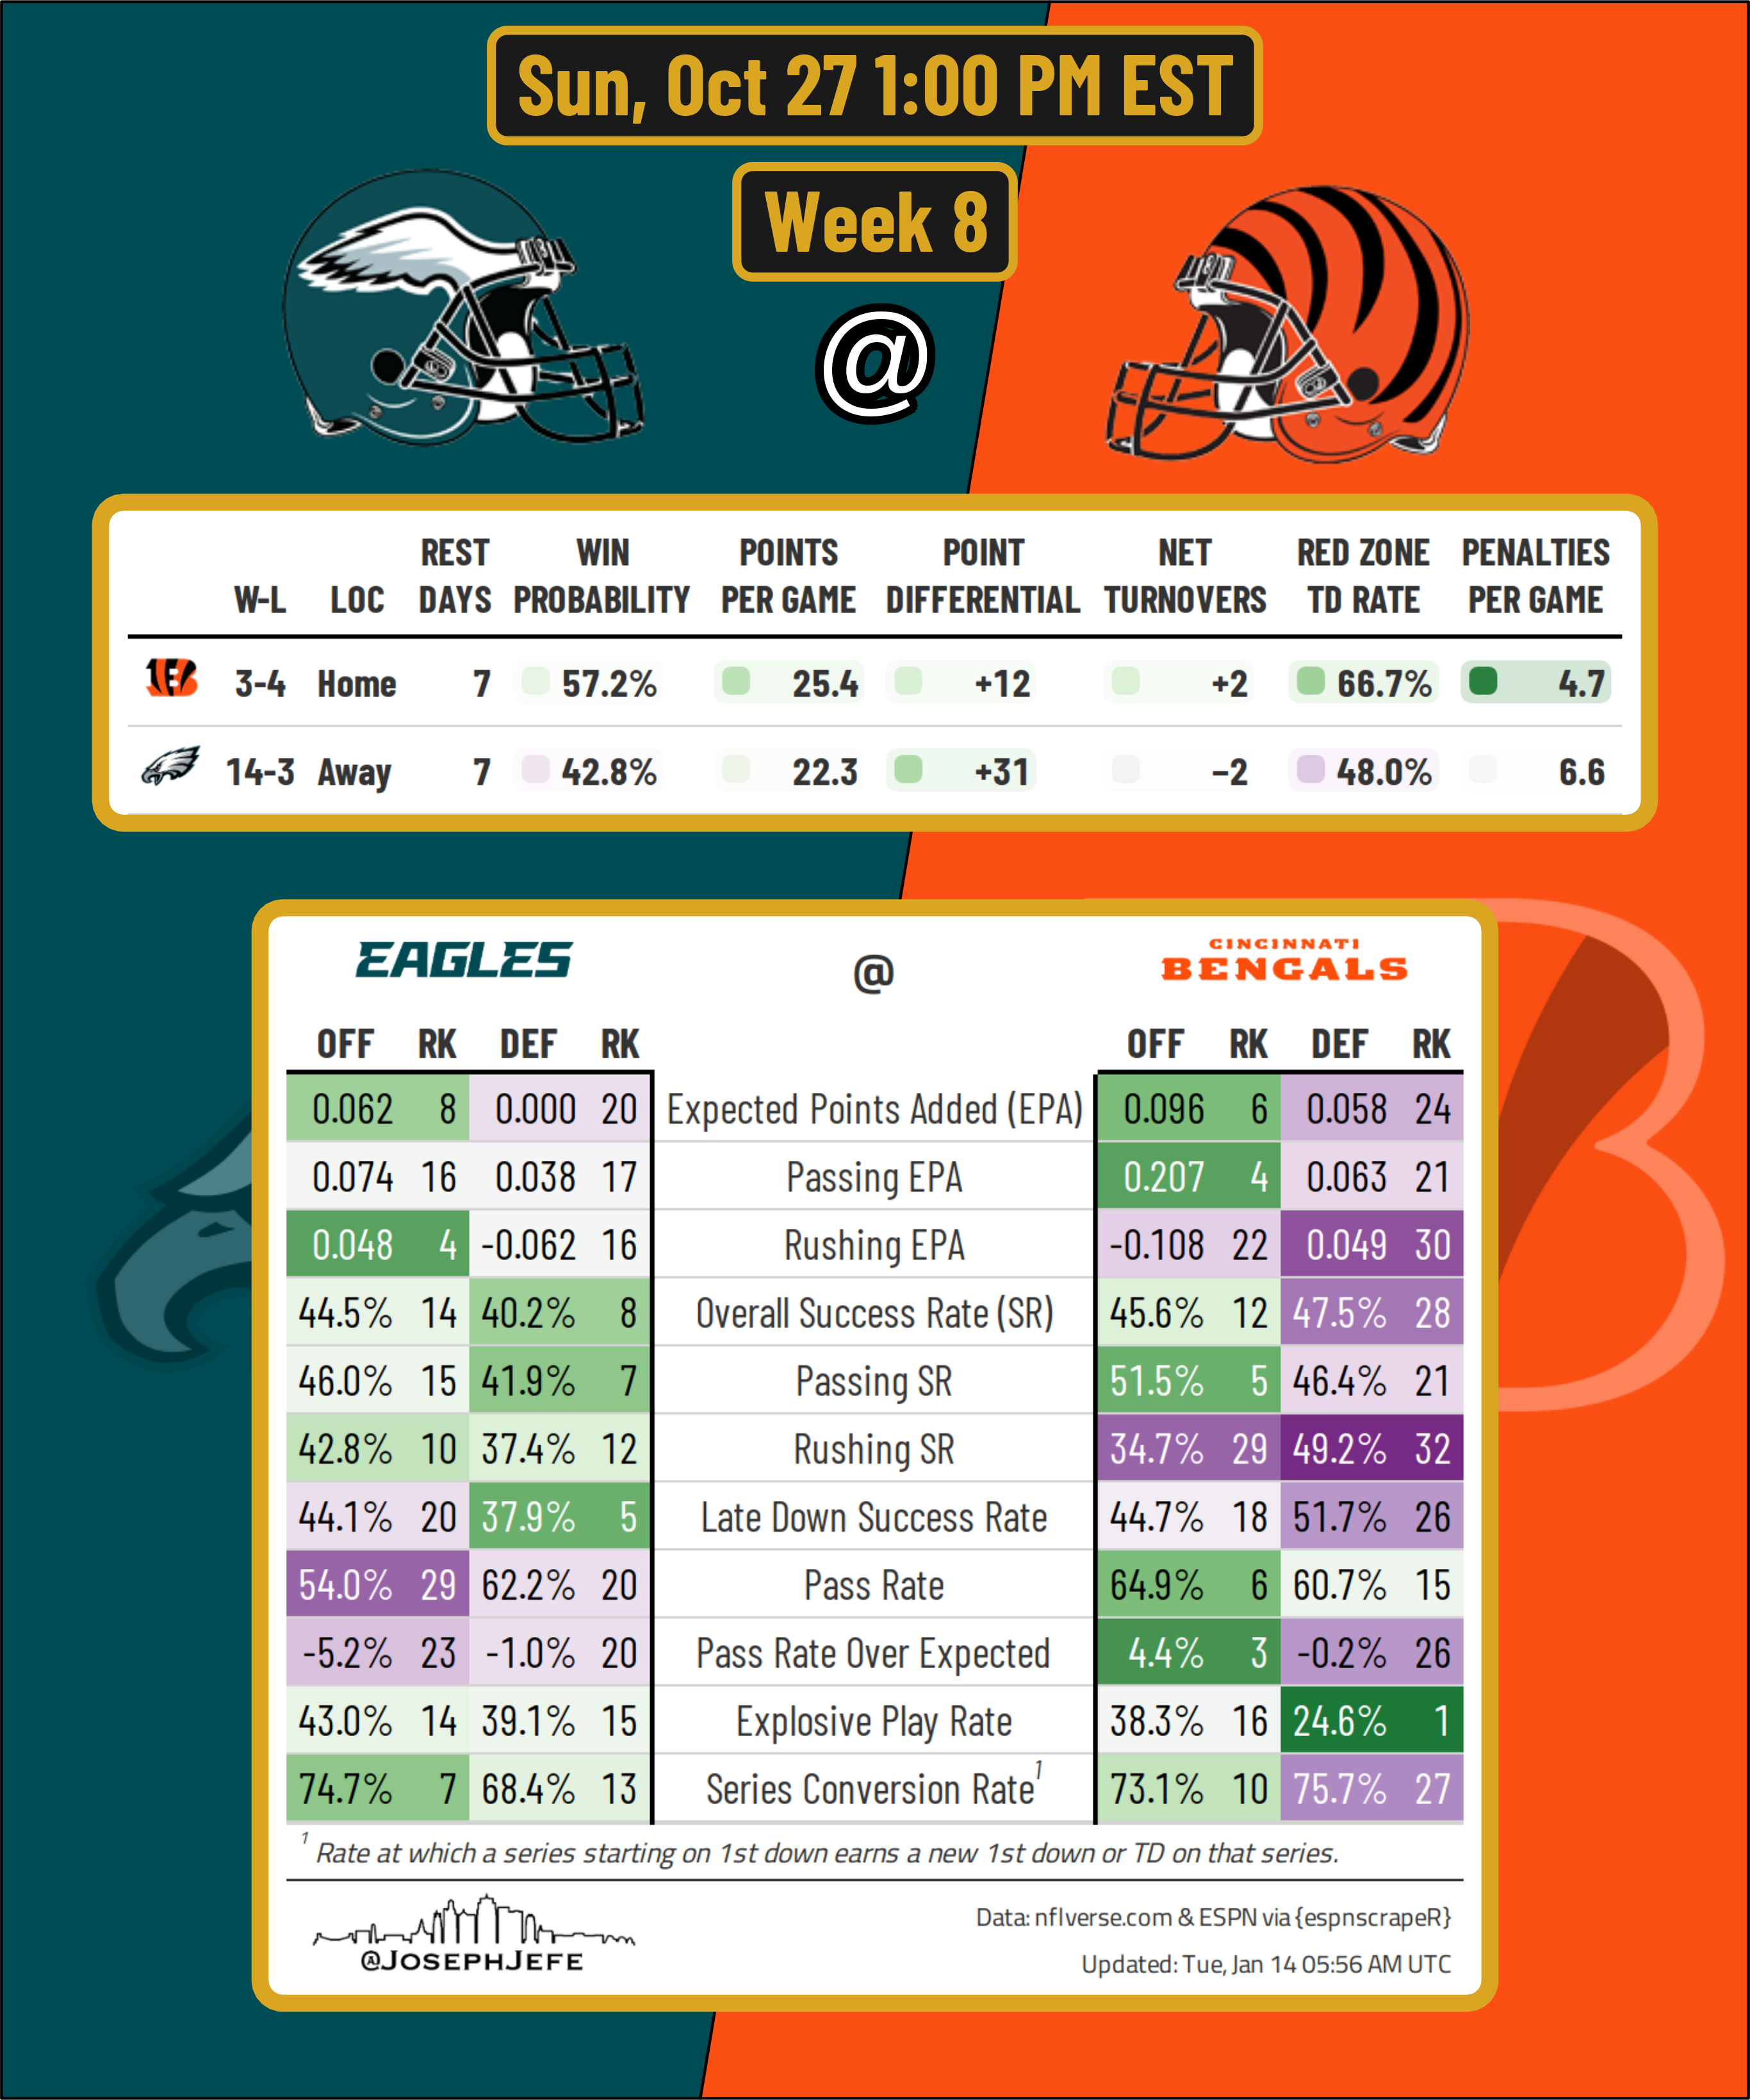 Sun, Oct 27 1:00 PM EST
Week 8
@
W-L LOC REST DAYS WIN PROBABILITY POINTS PER GAME POINT DIFFERENTIAL NET TURNOVERS RED ZONE TD RATE PENALTIES PER GAME
3-4 Home 7 57.2% 25.4 +12 +2 66.7% 4.7
14-3 Away 7 42.8% 22.3 +31 −2 48.0% 6.6
EAGLES @ CINCINNATI BENGALS
OFF RK DEF RK OFF RK DEF RK
0.062 8 0.000 20 Expected Points Added (EPA) 0.096 6 0.058 24
0.074 16 0.038 17 Passing EPA 0.207 4 0.063 21
0.048 4 -0.062 16 Rushing EPA -0.108 22 0.049 30
44.5% 14 40.2% 8 Overall Success Rate (SR) 45.6% 12 47.5% 28
46.0% 15 41.9% 7 Passing SR 51.5% 5 46.4% 21
42.8% 10 37.4% 12 Rushing SR 34.7% 29 49.2% 32
44.1% 20 37.9% 5 Late Down Success Rate 44.7% 18 51.7% 26
54.0% 29 62.2% 20 Pass Rate 64.9% 6 60.7% 15
-5.2% 23 -1.0% 20 Pass Rate Over Expected 4.4% 3 -0.2% 26
43.0% 14 39.1% 15 Explosive Play Rate 38.3% 16 24.6% 1
74.7% 7 68.4% 13 Series Conversion Rate1 73.1% 10 75.7% 27
1 Rate at which a series starting on 1st down earns a new 1st down or TD on that series.
@JOSEPHJEFE
Data: nflverse.com & ESPN via {espnscrapeR}
Updated: Tue, Jan 14 05:56 AM UTC